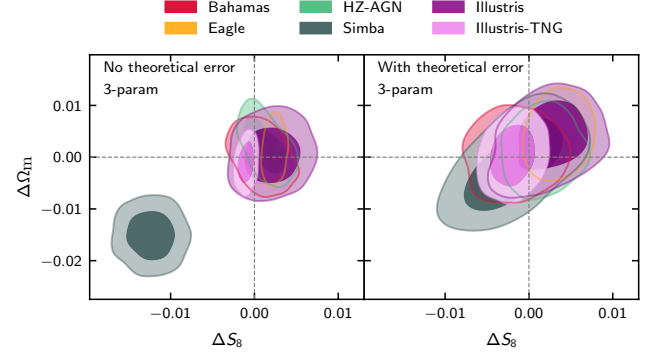 Bahamas HZ-AGN Illustris
Eagle Simba Illustris-TNG
No theoretical error
3-param
With theoretical error
3-param
0.01
0.00
−0.01
−0.02
ΔΩm
−0.01 0.00 0.01
−0.01 0.00 0.01
ΔS8 ΔS8